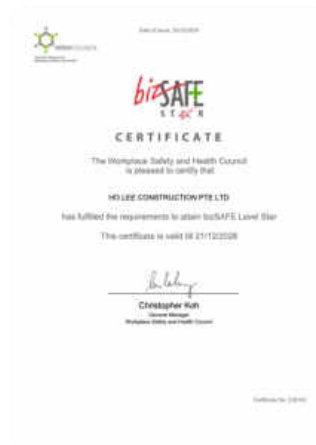 bizSAFE
STAR
CERTIFICATE
The Workplace Safety and Health Council
is pleased to certify that
HO LEE CONSTRUCTION PTE LTD
has fulfilled the requirements to attain bizSAFE Level Star
This certificate is valid till 21/12/2026
Christopher Koh
General Manager
Workplace Safety and Health Council